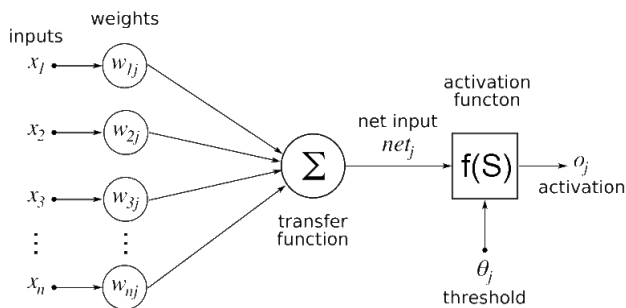 inputs
weights
x1
w1j
x2
w2j
x3
w3j
⋮
⋮
xn
wnj
Σ
transfer
function
net input
netj
activation
functon
f(S)
oj
activation
θj
threshold